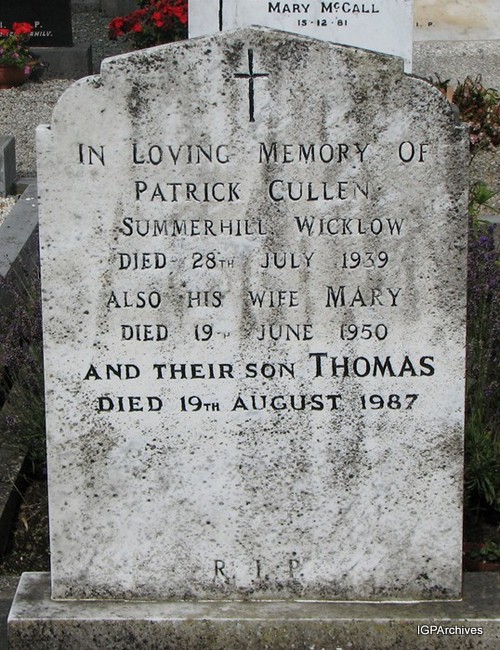 I. P.
FAMILY.
MARY MCCALL
15-12-81
I. P
IN LOVING MEMORY OF
PATRICK CULLEN
SUMMERHILL, WICKLOW
DIED 28TH JULY 1939
ALSO HIS WIFE MARY
DIED 19TH JUNE 1950
AND THEIR SON THOMAS
DIED 19TH AUGUST 1987
R. I. P.
IGPArchives